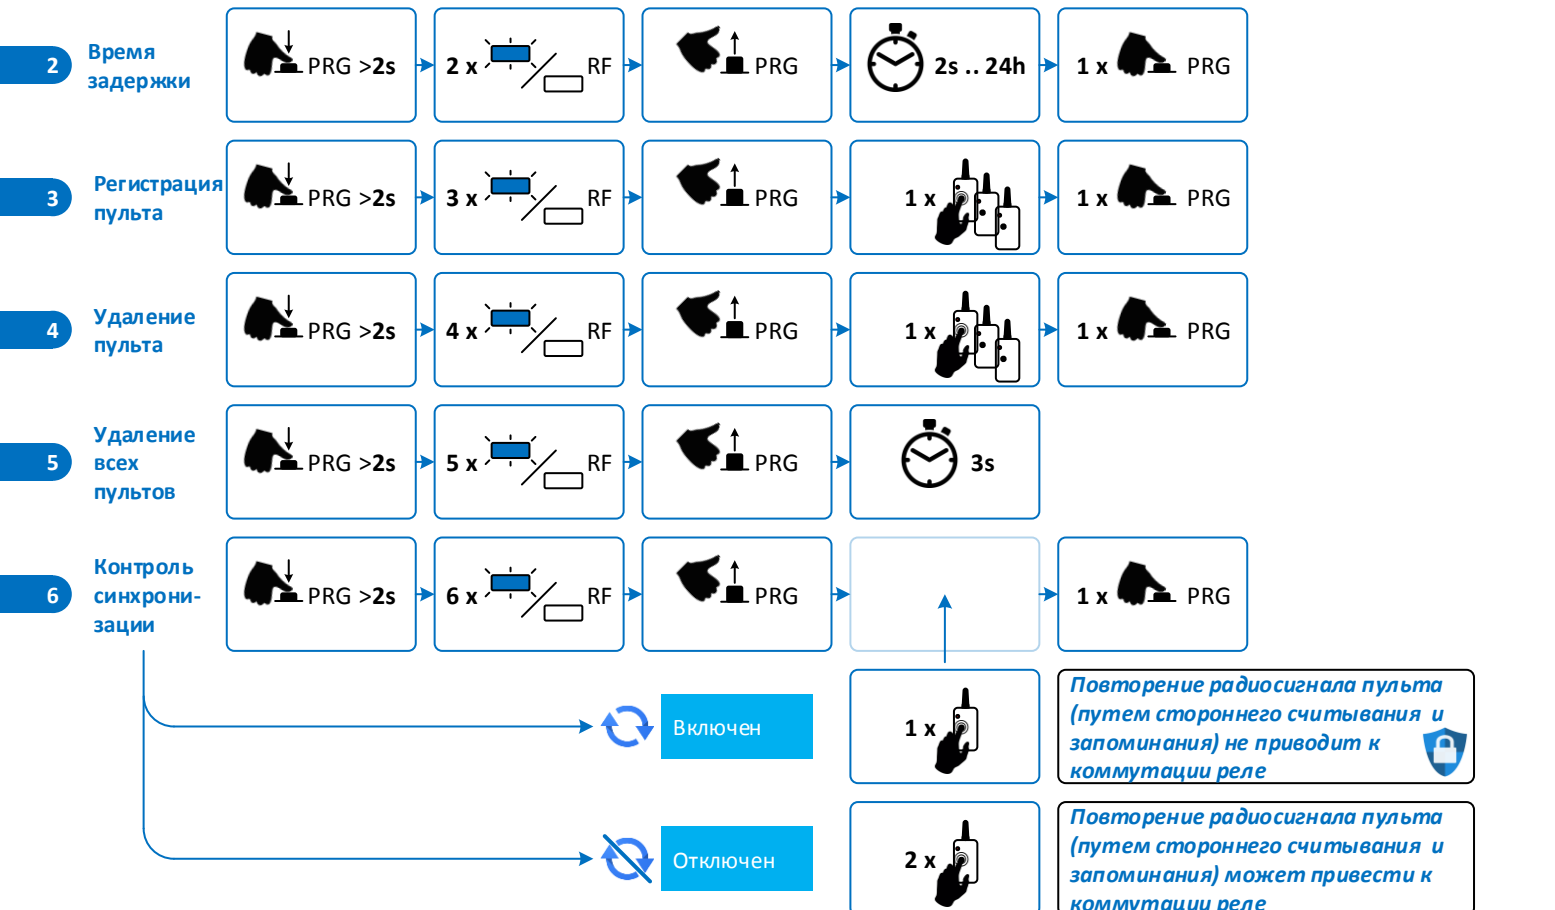 2
Время
задержки
PRG >2s
2 x
RF
PRG
2s .. 24h
1 x
PRG
3
Регистрация
пульта
PRG >2s
3 x
RF
PRG
1 x
1 x
PRG
4
Удаление
пульта
PRG >2s
4 x
RF
PRG
1 x
1 x
PRG
5
Удаление
всех
пультов
PRG >2s
5 x
RF
PRG
3s
6
Контроль
синхрони-
зации
PRG >2s
6 x
RF
PRG
1 x
PRG
Включен
1 x
Повторение радиосигнала пульта
(путем стороннего считывания и
запоминания) не приводит к
коммутации реле
Отключен
2 x
Повторение радиосигнала пульта
(путем стороннего считывания и
запоминания) может привести к
коммутации реле